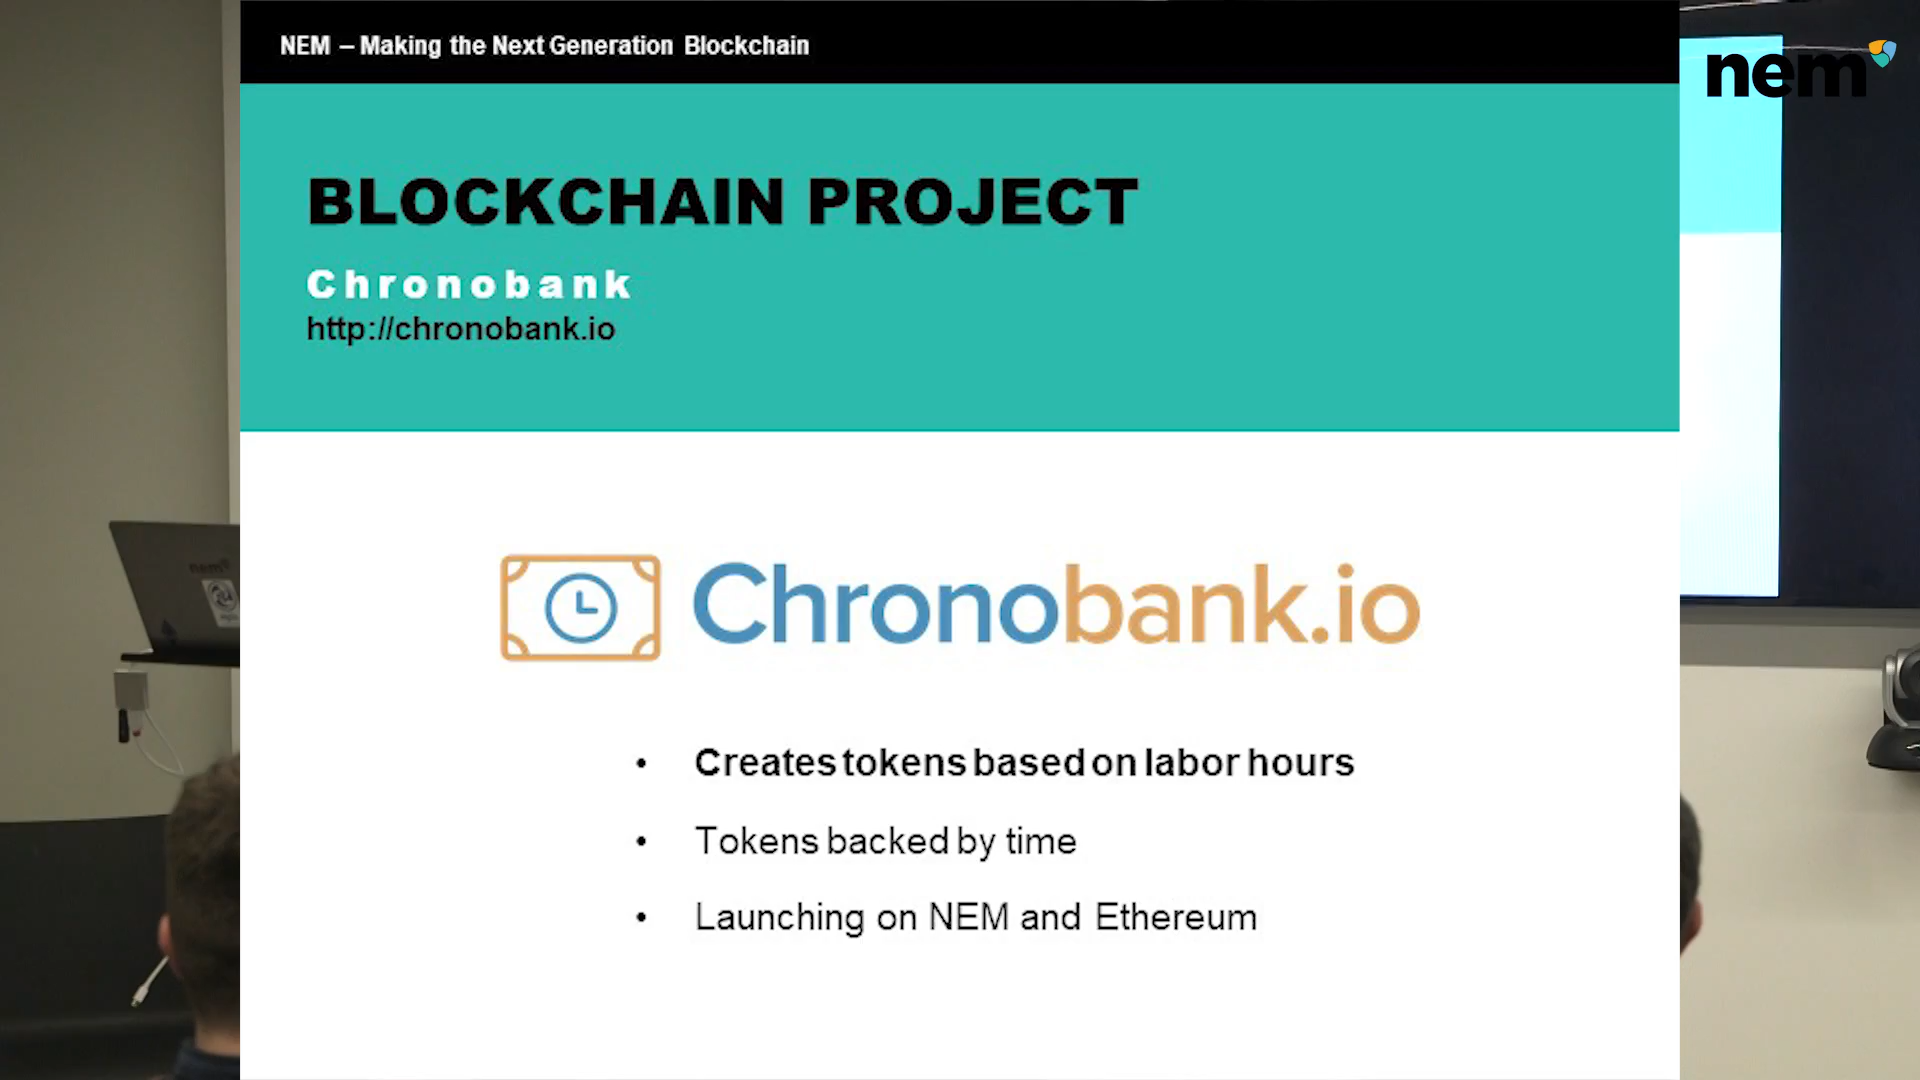 NEM – Making the Next Generation Blockchain
nem
BLOCKCHAIN PROJECT
Chronobank
http://chronobank.io
Chronobank.io
• Creates tokens based on labor hours
• Tokens backed by time
• Launching on NEM and Ethereum
nem